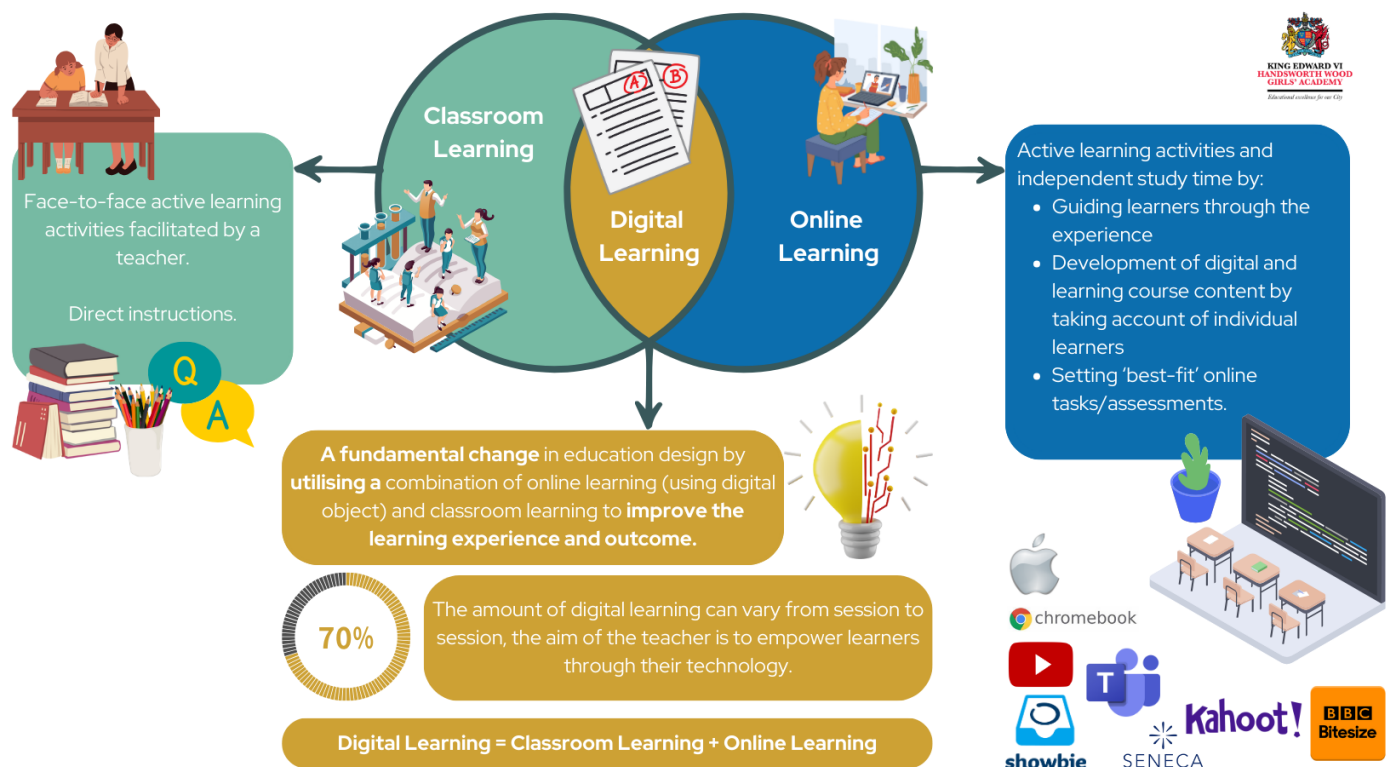 Classroom
Learning
A+
B
Digital
Learning
Online
Learning
KING EDWARD VI
HANDSWORTH WOOD
GIRLS' ACADEMY
Educational excellence for our City
Face-to-face active learning
activities facilitated by a
teacher.
Direct instructions.
Q
A
Active learning activities and
independent study time by:
• Guiding learners through the
experience
• Development of digital and
learning course content by
taking account of individual
learners
• Setting ‘best-fit’ online
tasks/assessments.
A fundamental change in education design by
utilising a combination of online learning (using digital
object) and classroom learning to improve the
learning experience and outcome.
70%
The amount of digital learning can vary from session to
session, the aim of the teacher is to empower learners
through their technology.
Digital Learning = Classroom Learning + Online Learning
chromebook
T
Kahoot!
BBC
Bitesize
showbie
SENECA